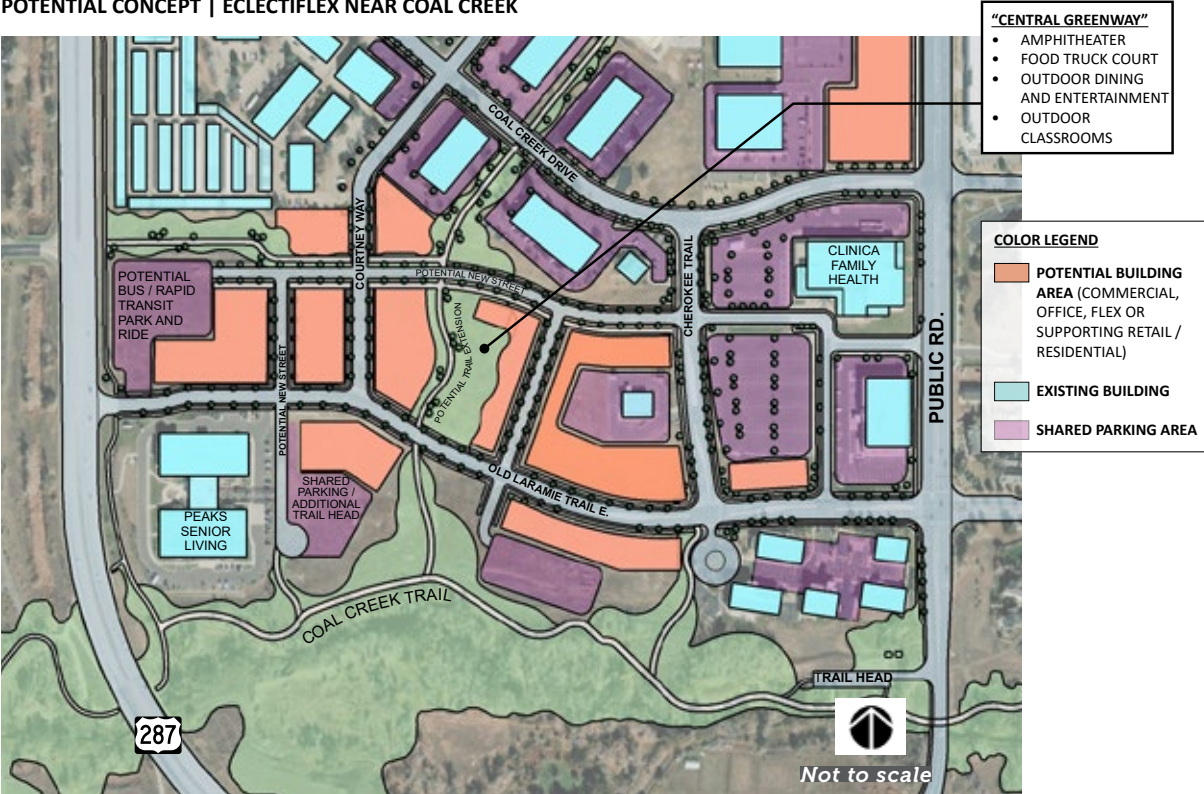 POTENTIAL CONCEPT | ECLECTIFLEX NEAR COAL CREEK
"CENTRAL GREENWAY"
• AMPHITHEATER
• FOOD TRUCK COURT
• OUTDOOR DINING
AND ENTERTAINMENT
• OUTDOOR
CLASSROOMS
COAL CREEK DRIVE
COURTNEY WAY
CHEROKEE TRAIL
CLINICA
FAMILY
HEALTH
POTENTIAL
BUS / RAPID
TRANSIT
PARK AND
RIDE
POTENTIAL NEW STREET
POTENTIAL TRAIL EXTENSION
POTENTIAL NEW STREET
PUBLIC RD.
COLOR LEGEND
POTENTIAL BUILDING
AREA (COMMERCIAL,
OFFICE, FLEX OR
SUPPORTING RETAIL /
RESIDENTIAL)
EXISTING BUILDING
SHARED PARKING AREA
OLD LARAMIE TRAIL E.
SHARED
PARKING /
ADDITIONAL
TRAIL HEAD
PEAKS
SENIOR
LIVING
COAL CREEK TRAIL
TRAIL HEAD
287
Not to scale